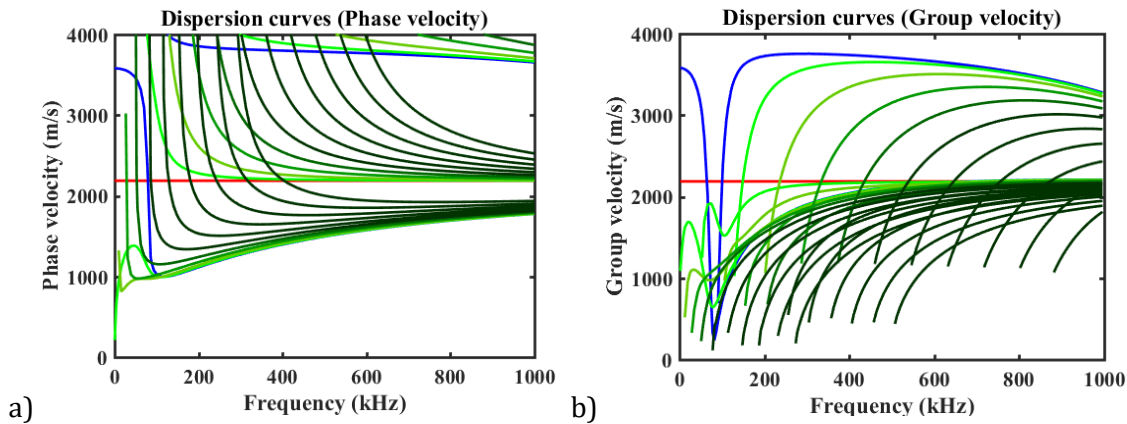 Dispersion curves (Phase velocity)
4000
3000
2000
1000
0
Phase velocity (m/s)
0 200 400 600 800 1000
Frequency (kHz)
a)
Dispersion curves (Group velocity)
4000
3000
2000
1000
0
Group velocity (m/s)
0 200 400 600 800 1000
Frequency (kHz)
b)